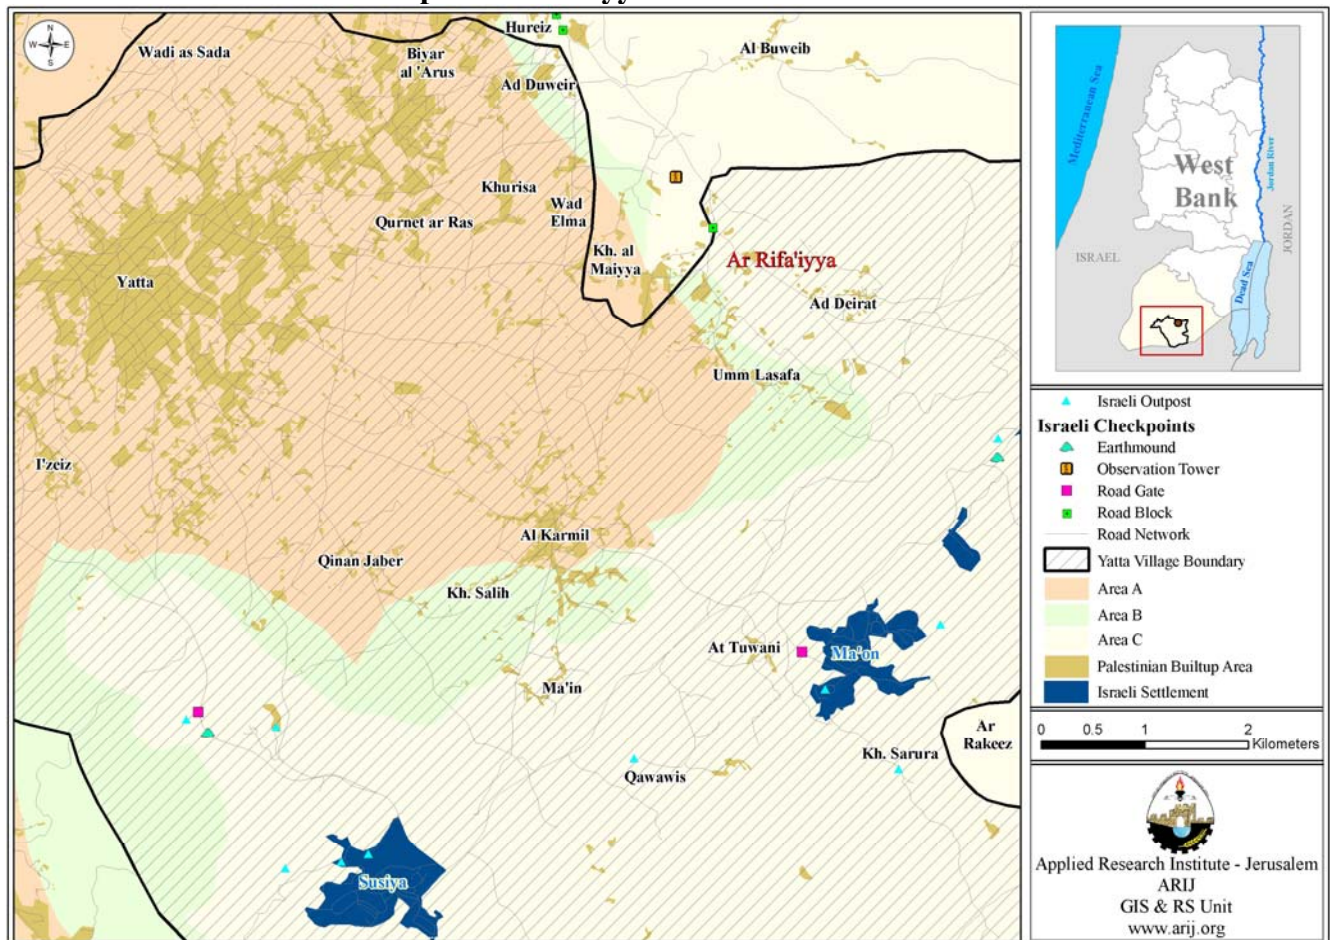 N
W
E
S
Wadi as Sada
Biyar
al 'Arus
Hureiz
Al Buweib
Ad Duweir
Khurisa
Wad
Elma
Qurnet ar Ras
Kh. al
Maiyya
Ar Rifa'iyya
Yatta
Ad Deirat
Umm Lasafa
I'zeiz
Al Karmil
Qinan Jaber
Kh. Salih
At Tuwani
Ma'on
Ma'in
Ar
Rakeez
Kh. Sarura
Qawawis
Susiya
Mediterranean Sea
West
Bank
Jordan River
ISRAEL
JORDAN
Dead Sea
Israeli Outpost
Israeli Checkpoints
Earthmound
Observation Tower
Road Gate
Road Block
Road Network
Yatta Village Boundary
Area A
Area B
Area C
Palestinian Builtup Area
Israeli Settlement
0 0.5 1 2
Kilometers
Applied Research Institute - Jerusalem
ARIJ
GIS & RS Unit
www.arij.org